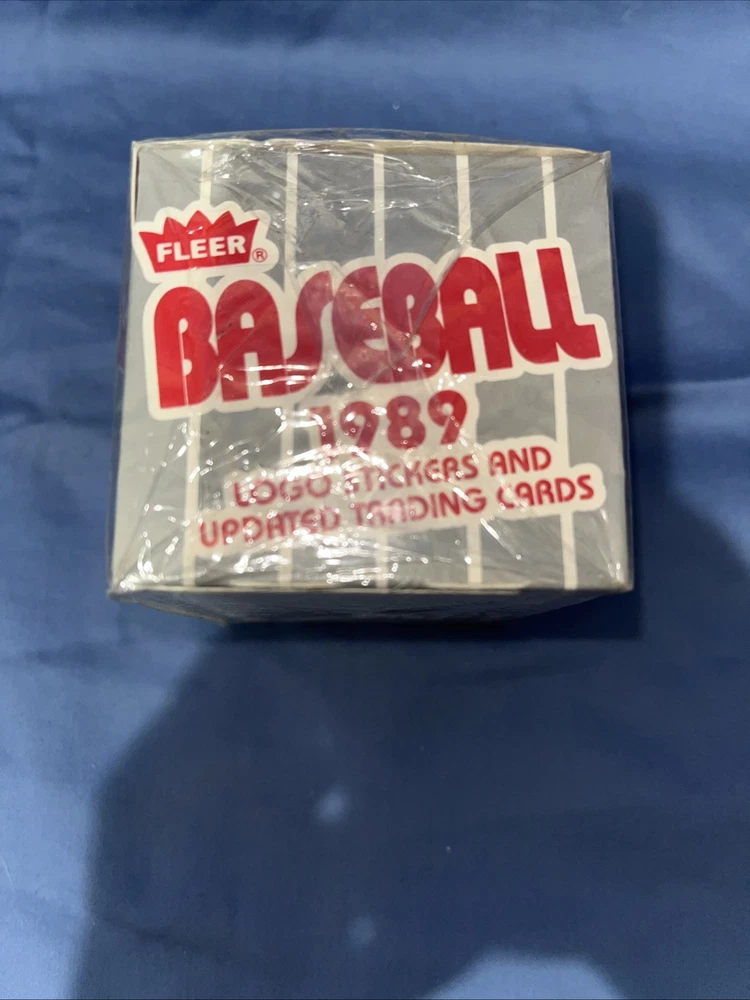 FLEER®
BASEBALL
1989
LOGO STICKERS AND
UPDATED TRADING CARDS